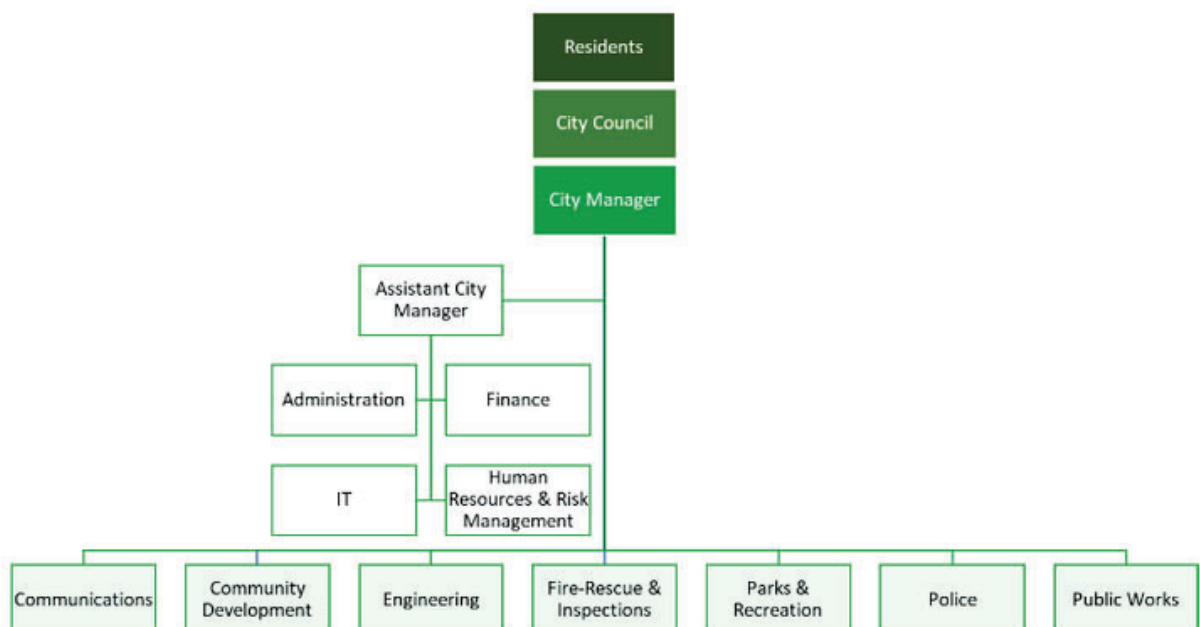 Residents
City Council
City Manager
Assistant City
Manager
Administration
Finance
IT
Human
Resources & Risk
Management
Communications
Community
Development
Engineering
Fire-Rescue &
Inspections
Parks &
Recreation
Police
Public Works